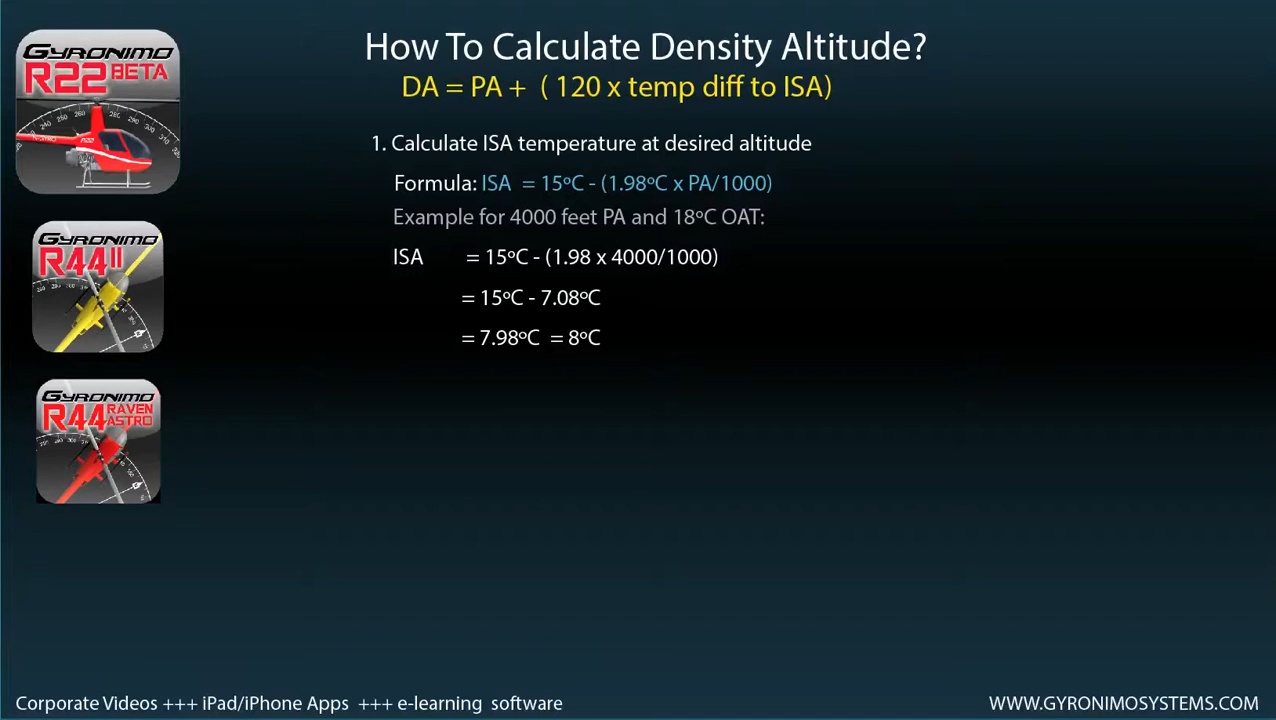 How To Calculate Density Altitude?
DA = PA + ( 120 x temp diff to ISA)
1. Calculate ISA temperature at desired altitude
Formula: ISA = 15ºC - (1.98ºC x PA/1000)
Example for 4000 feet PA and 18ºC OAT:
ISA = 15ºC - (1.98 x 4000/1000)
= 15ºC - 7.08ºC
= 7.98ºC = 8ºC
GYRONIMO
R22 BETA
GYRONIMO
R44 II
GYRONIMO
R44 RAVEN
ASTRO
Corporate Videos +++ iPad/iPhone Apps +++ e-learning software
WWW.GYRONIMOSYSTEMS.COM